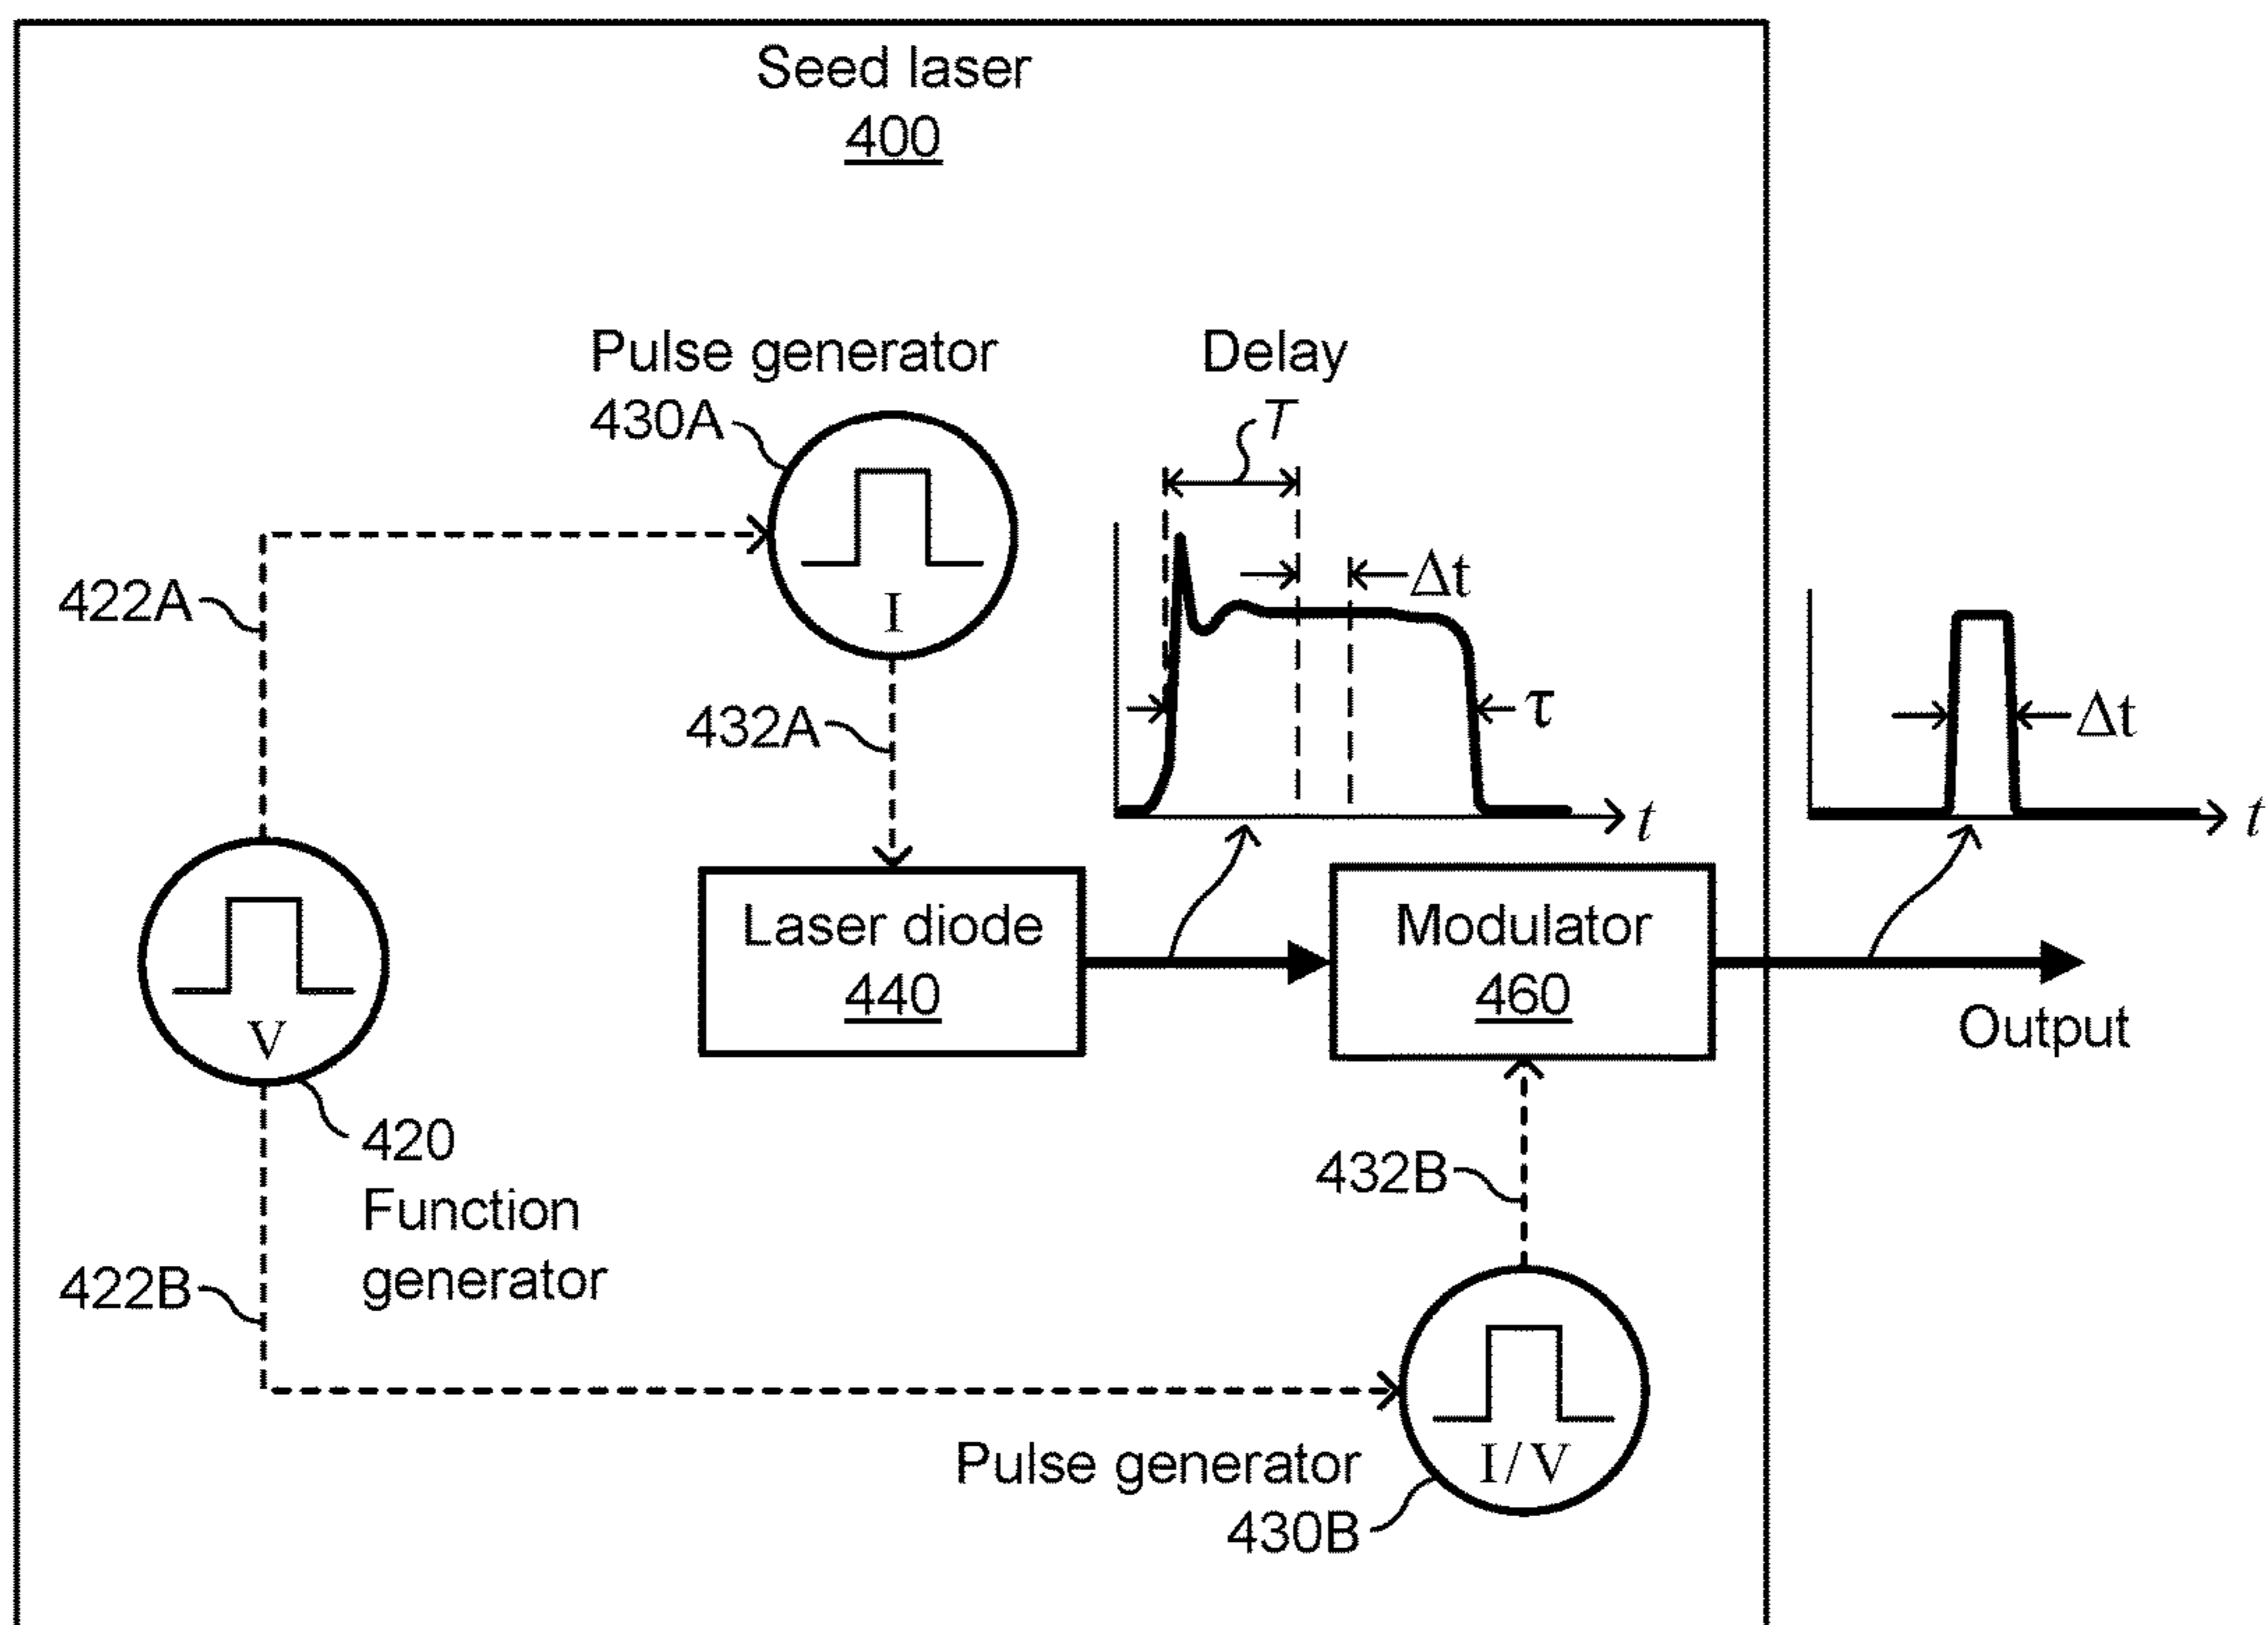 Seed laser
400
Pulse generator
430A
I
Delay
T
Δt
τ
t
Δt
t
422A
432A
Laser diode
440
Modulator
460
Output
V
420
Function
generator
422B
432B
Pulse generator
430B
I/V